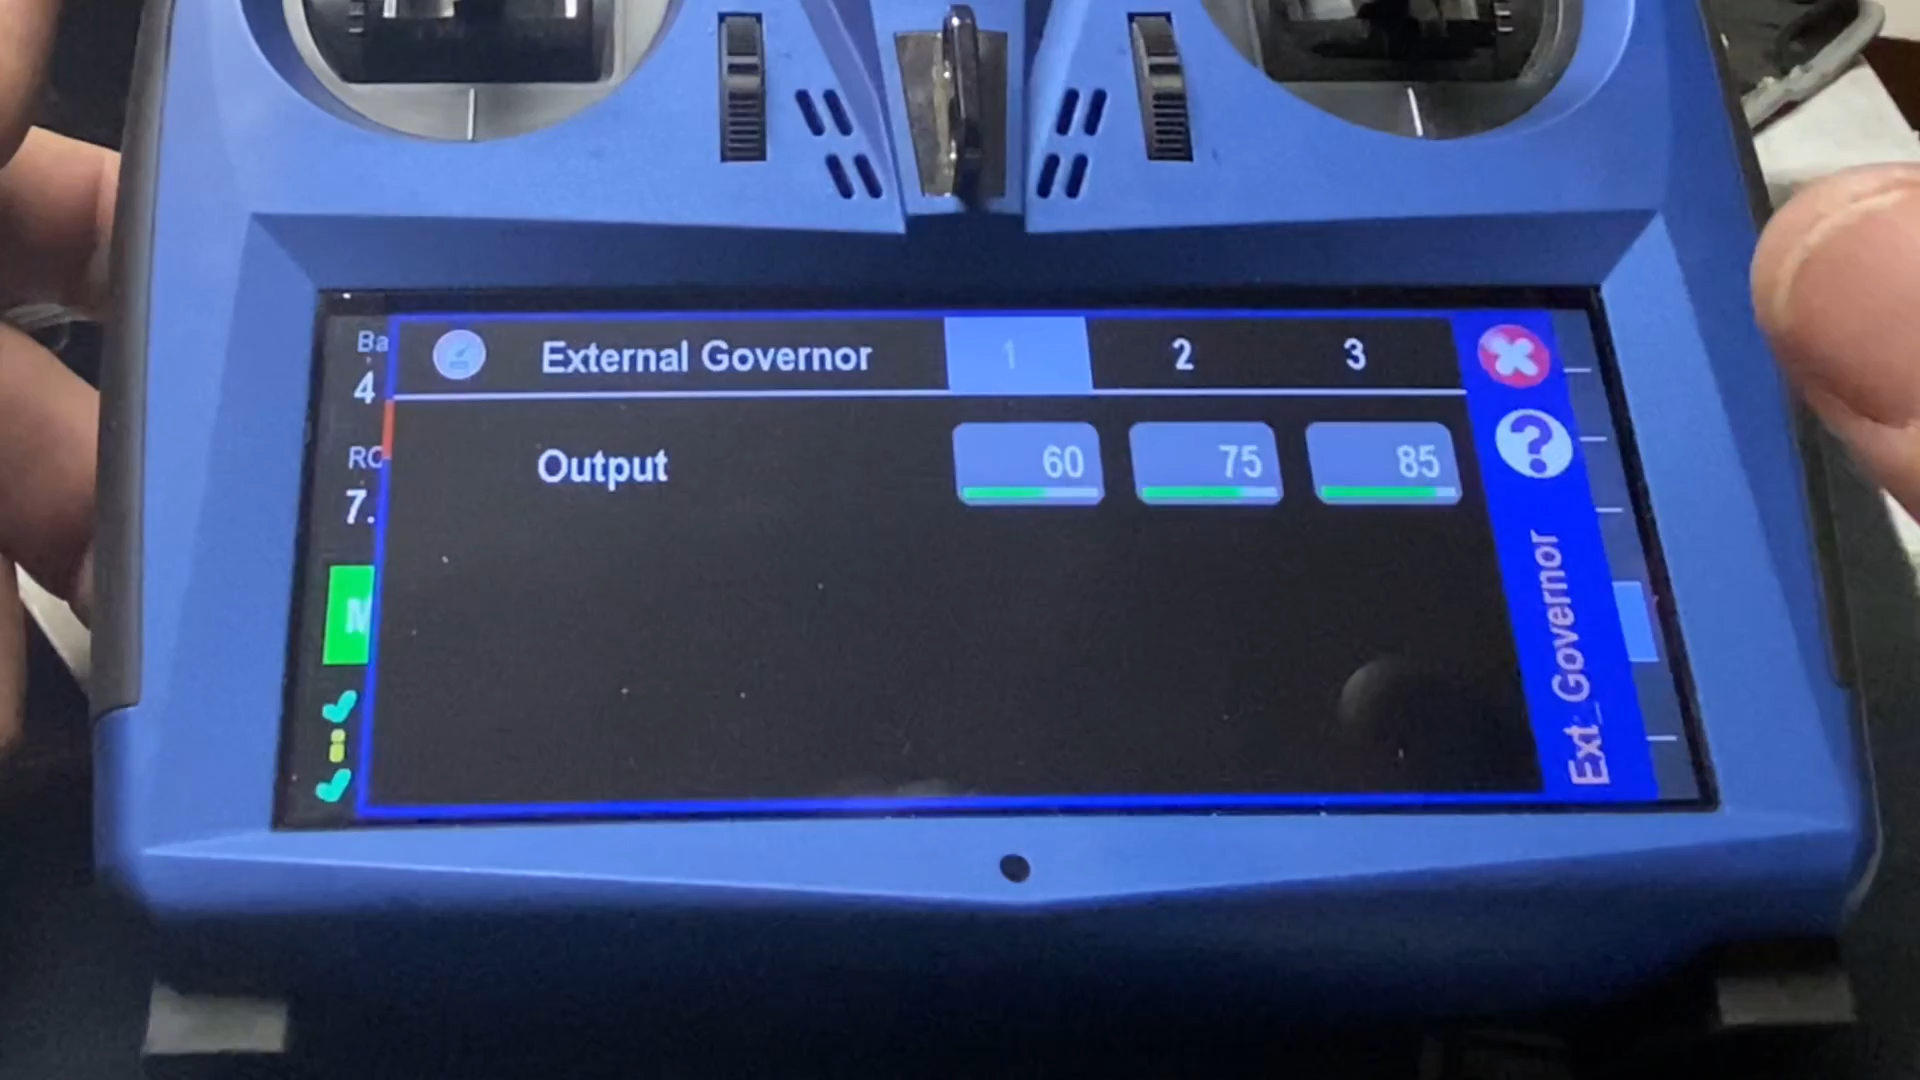 External Governor 1 2 3
Ba
4
Output 60 75 85
RC
7.
M
?
Ext_Governor